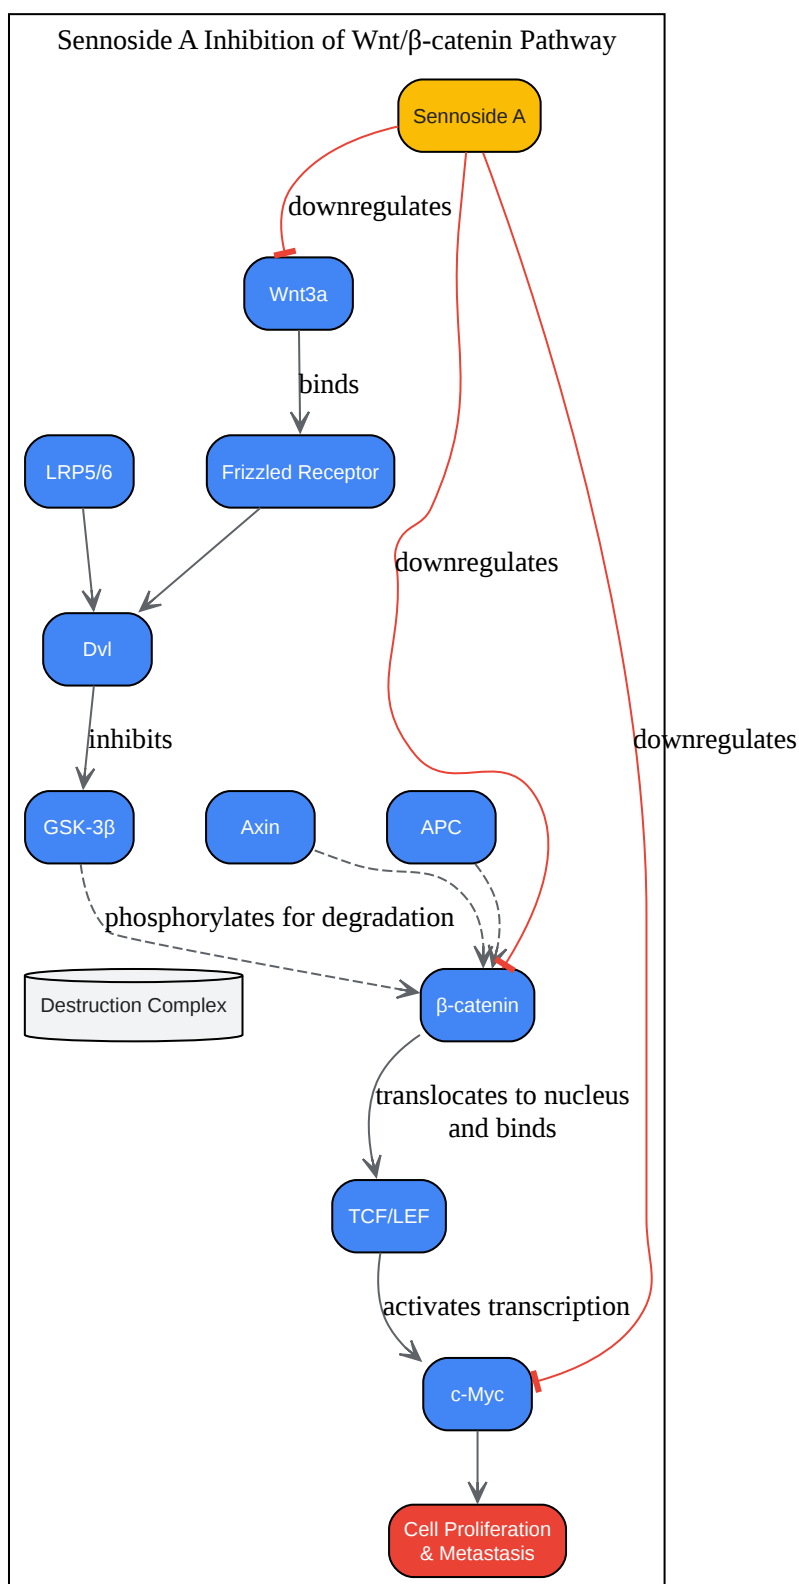 Sennoside A Inhibition of Wnt/β-catenin Pathway
Sennoside A
downregulates
Wnt3a
binds
LRP5/6
Frizzled Receptor
downregulates
Dvl
inhibits
downregulates
GSK-3β
Axin
APC
phosphorylates for degradation
Destruction Complex
β-catenin
translocates to nucleus
and binds
TCF/LEF
activates transcription
c-Myc
Cell Proliferation
& Metastasis